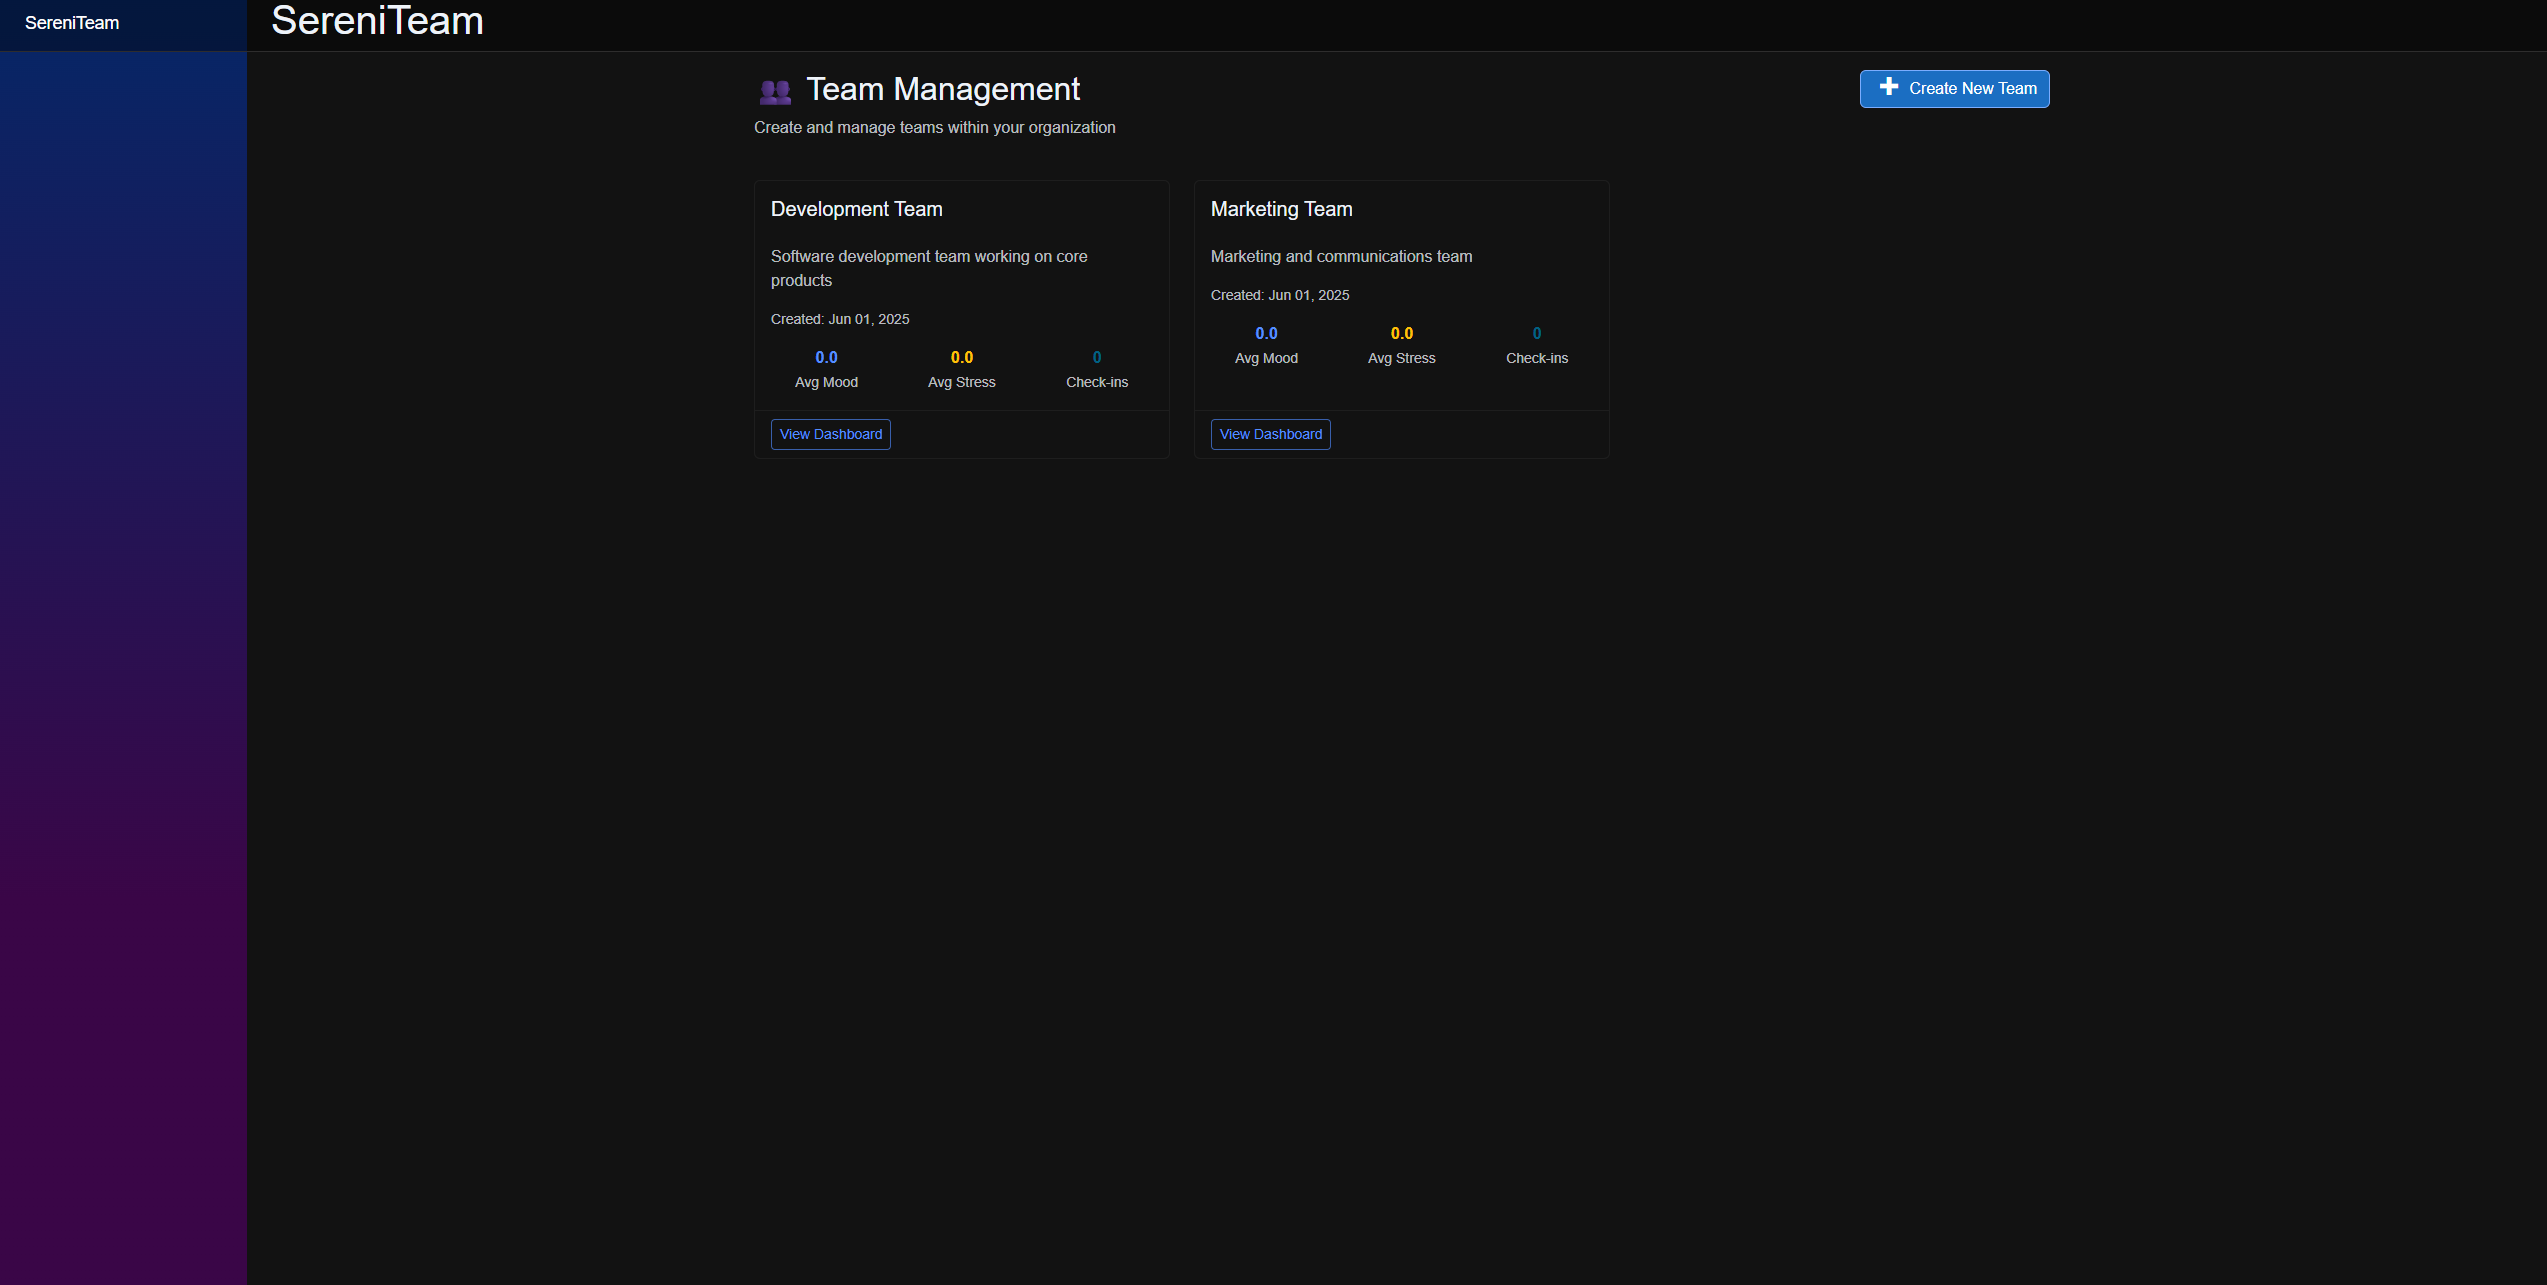 SereniTeam
SereniTeam
Team Management
Create New Team
Create and manage teams within your organization
Development Team
Software development team working on core
products
Created: Jun 01, 2025
0.0
0.0
0
Avg Mood
Avg Stress
Check-ins
View Dashboard
Marketing Team
Marketing and communications team
Created: Jun 01, 2025
0.0
0.0
0
Avg Mood
Avg Stress
Check-ins
View Dashboard